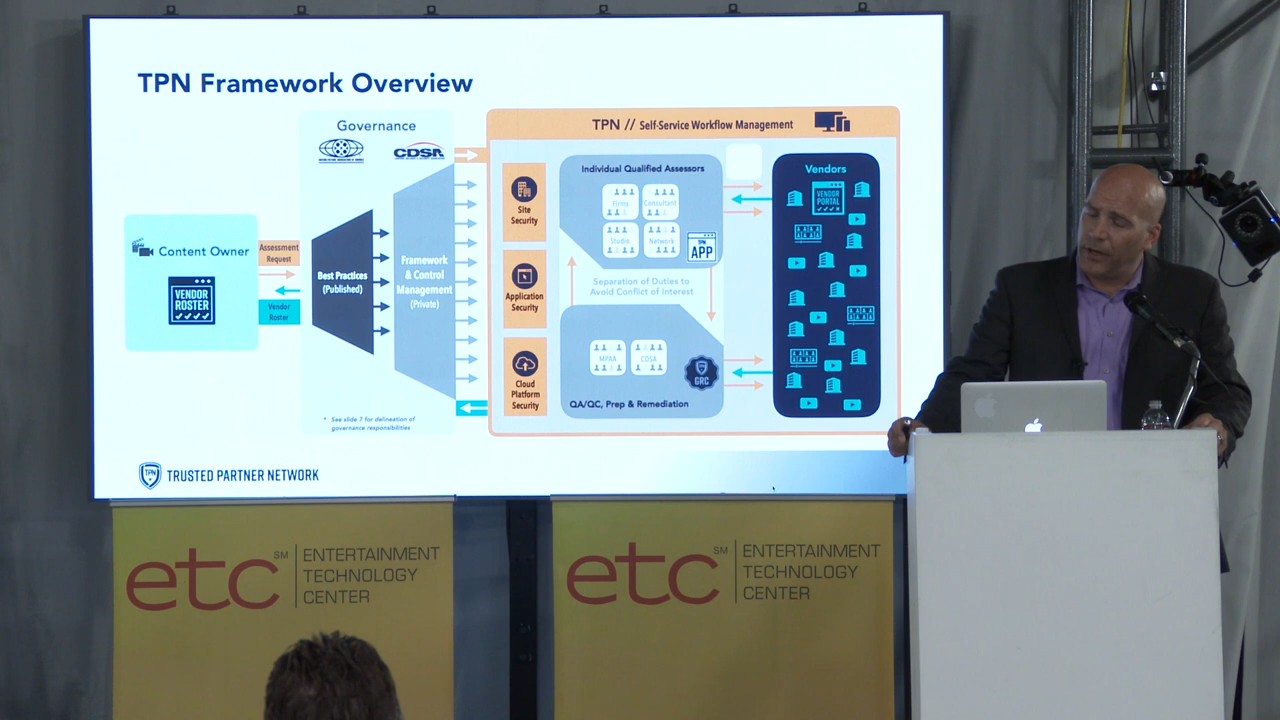 TPN Framework Overview
Governance
CDSA
Content Owner
VENDOR
ROSTER
Assessment
Request
Vendor
Roster
Best Practices
(Published)
Framework
& Control
Management
(Private)
* See slide 7 for delineation of
governance responsibilities
TPN // Self-Service Workflow Management
Site
Security
Application
Security
Cloud
Platform
Security
Individual Qualified Assessors
Firms
Consultant
Studio
Network
TPN
APP
Separation of Duties to
Avoid Conflict of Interest
MPAA
CDSA
GRC
QA/QC, Prep & Remediation
Vendors
VENDOR
PORTAL
TPN
TRUSTED PARTNER NETWORK
etc SM
ENTERTAINMENT
TECHNOLOGY
CENTER
etc SM
ENTERTAINMENT
TECHNOLOGY
CENTER